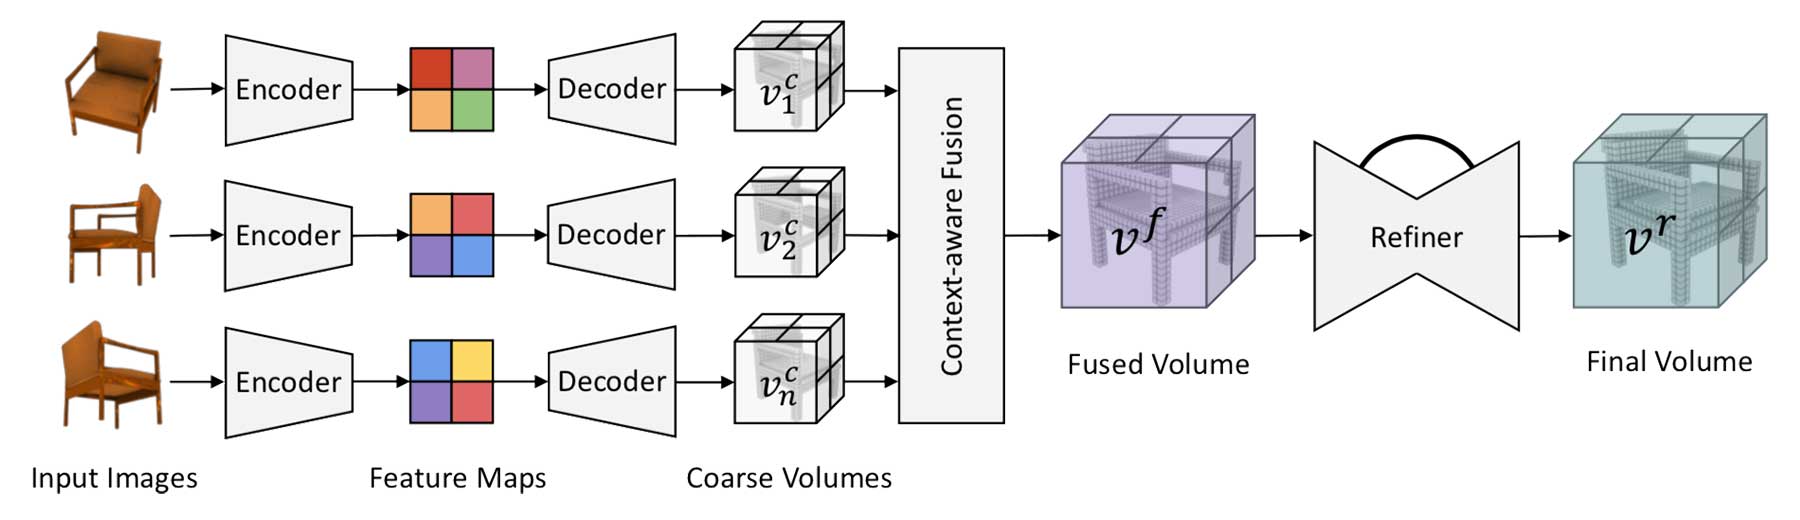 Encoder
Decoder
v_1^c
Encoder
Decoder
v_2^c
Encoder
Decoder
v_n^c
Context-aware Fusion
v^f
Refiner
v^r
Fused Volume
Final Volume
Input Images
Feature Maps
Coarse Volumes